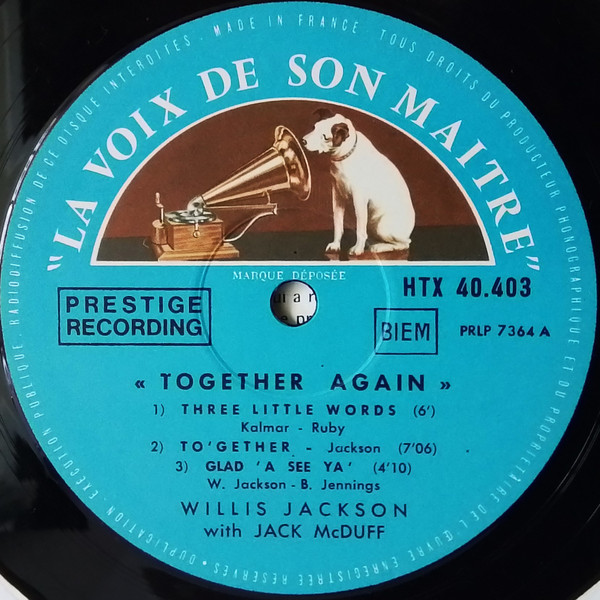 MADE IN FRANCE . TOUS DROITS DU PRODUCTEUR PHONOGRAPHIQUE ET DU PROPRIÉTAIRE DE L'ŒUVRE ENREGISTRÉE RÉSERVÉS . DUPLICATION, EXÉCUTION PUBLIQUE, RADIODIFFUSION DE CE DISQUE INTERDITES .
"LA VOIX DE SON MAITRE"
MARQUE DÉPOSÉE
PRESTIGE
RECORDING
HTX 40.403
BIEM
PRLP 7364 A
« TOGETHER AGAIN »
1) THREE LITTLE WORDS (6')
Kalmar - Ruby
2) TO'GETHER - Jackson (7'06)
3) GLAD 'A SEE YA' (4'10)
W. Jackson - B. Jennings
WILLIS JACKSON
with JACK McDUFF